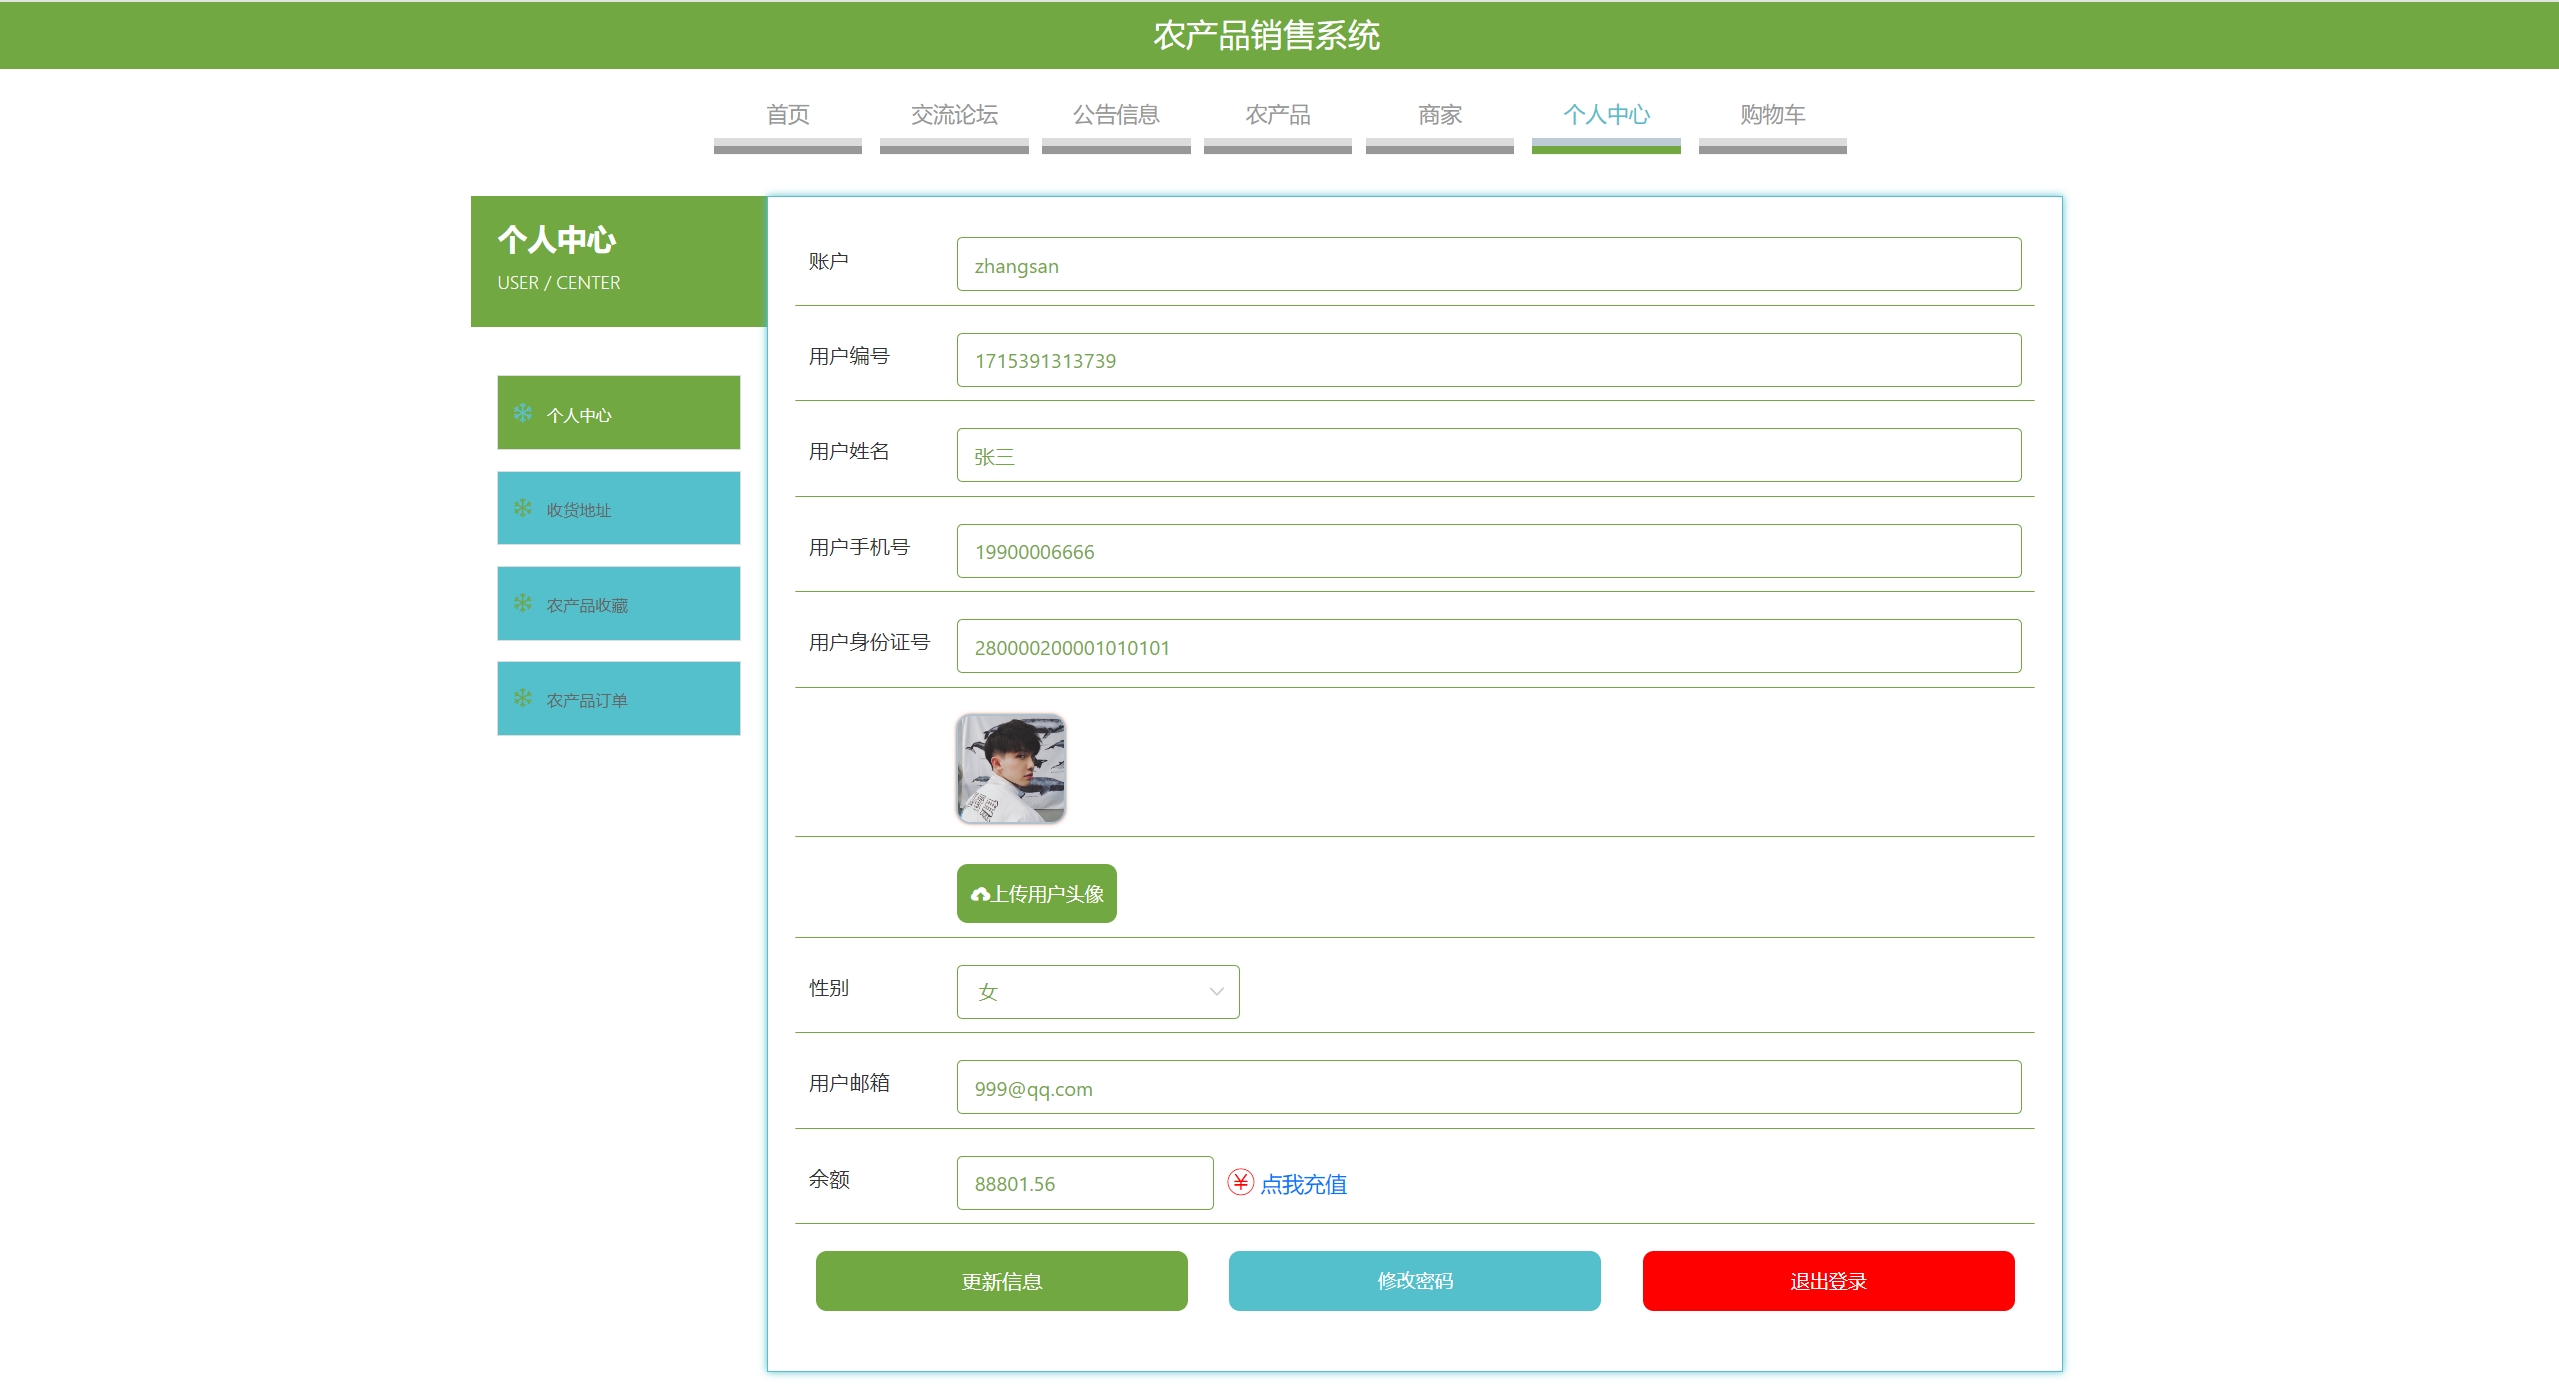 农产品销售系统
首页 交流论坛 公告信息 农产品 商家 个人中心 购物车
个人中心
USER / CENTER
个人中心
收货地址
农产品收藏
农产品订单
账户 zhangsan
用户编号 1715391313739
用户姓名 张三
用户手机号 19900006666
用户身份证号 280000200001010101
上传用户头像
性别 女
用户邮箱 999@qq.com
余额 88801.56 ¥ 点我充值
更新信息 修改密码 退出登录